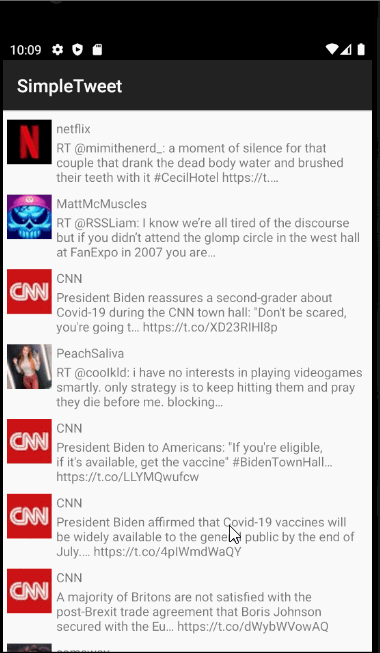 10:09
SimpleTweet
netflix
RT @mimithenerd_: a moment of silence for that
couple that drank the dead body water and brushed
their teeth with it #CecilHotel https://t.…
MattMcMuscles
RT @RSSLiam: I know we’re all tired of the discourse
but if you didn’t attend the glomp circle in the west hall
at FanExpo in 2007 you are…
CNN
CNN
President Biden reassures a second-grader about
Covid-19 during the CNN town hall: "Don't be scared,
you're going t… https://t.co/XD23RIHl8p
PeachSaliva
RT @coolkld: i have no interests in playing videogames
smartly. only strategy is to keep hitting them and pray
they die before me. blocking…
CNN
CNN
President Biden to Americans: "If you're eligible,
if it's available, get the vaccine" #BidenTownHall…
https://t.co/LLYMQwufcw
CNN
CNN
President Biden affirmed that Covid-19 vaccines will
be widely available to the general public by the end of
July.… https://t.co/4pIWmdWaQY
CNN
CNN
A majority of Britons are not satisfied with the
post-Brexit trade agreement that Boris Johnson
secured with the Eu… https://t.co/dWybWVowAQ